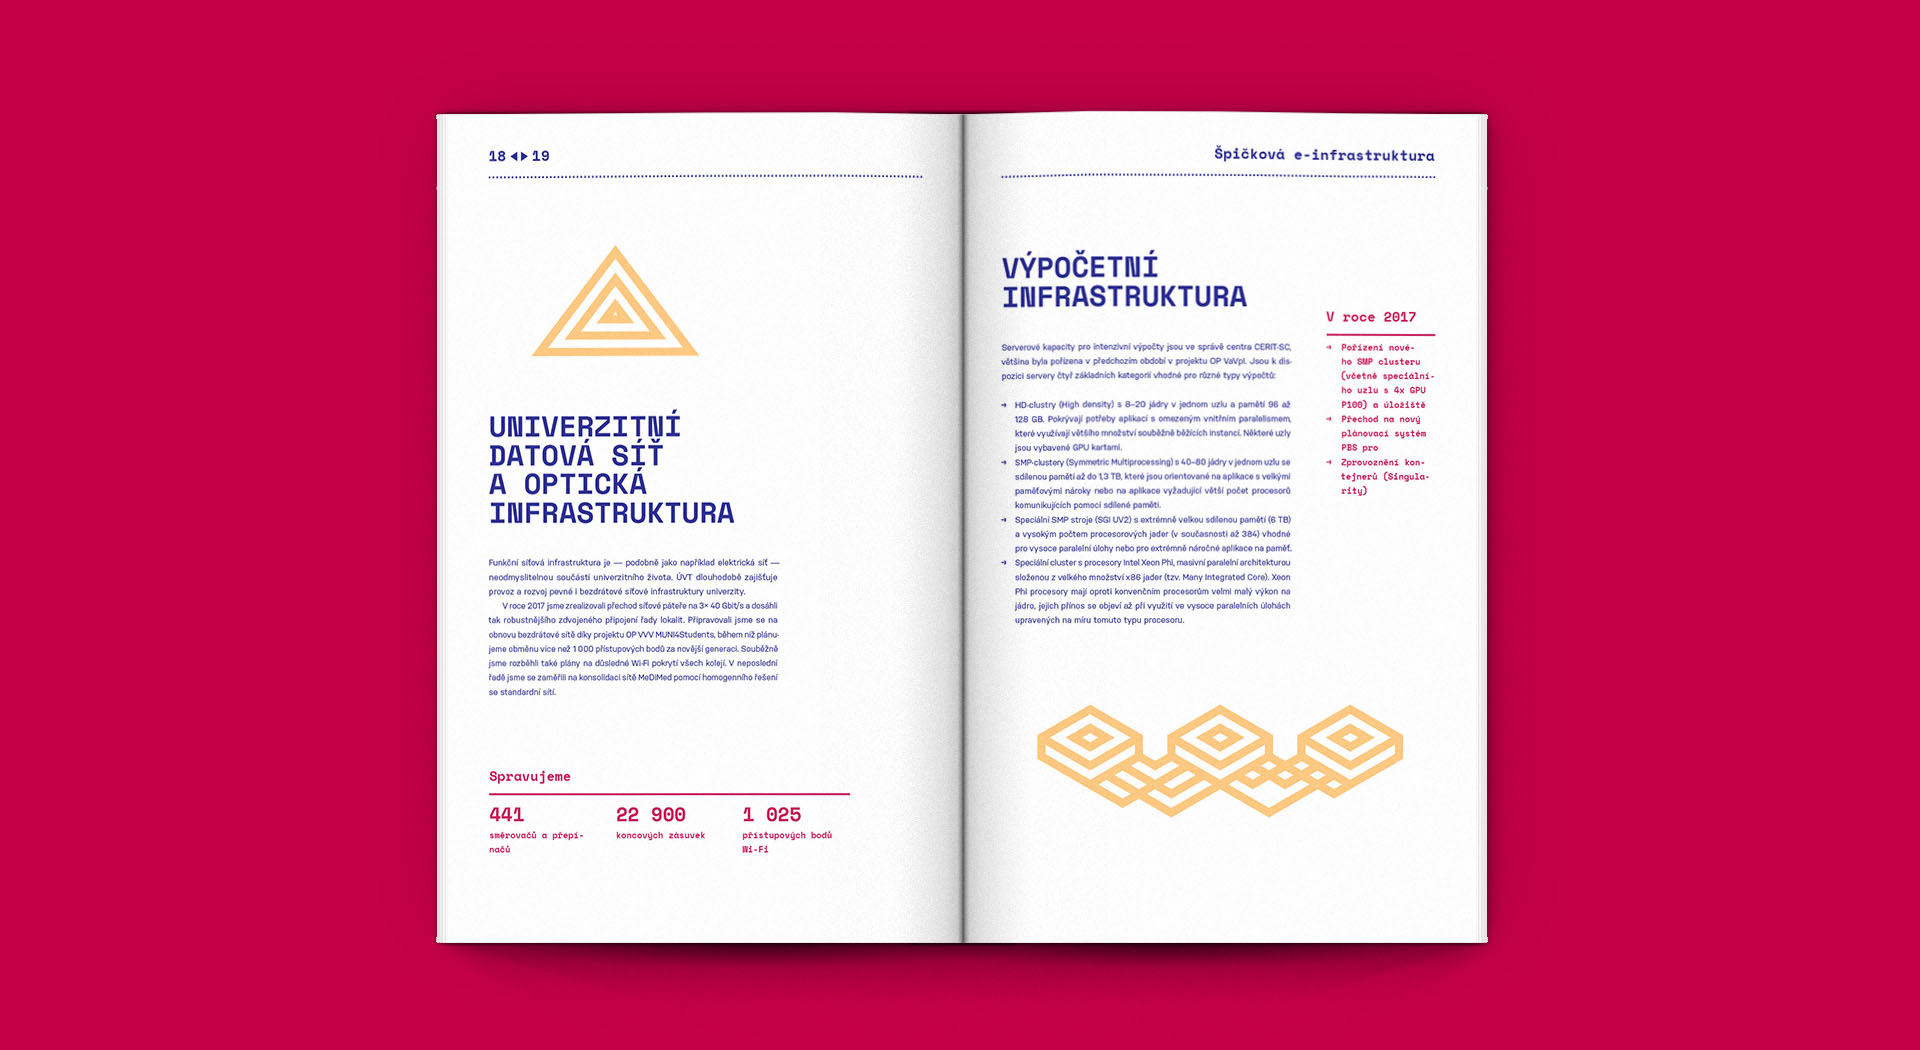 18 ◀▶ 19
UNIVERZITNÍ
DATOVÁ SÍŤ
A OPTICKÁ
INFRASTRUKTURA
Funkční síťová infrastruktura je — podobně jako například elektrická síť —
neodmyslitelnou součástí univerzitního života. ÚVT dlouhodobě zajišťuje
provoz a rozvoj pevné i bezdrátové síťové infrastruktury univerzity.
V roce 2017 jsme zrealizovali přechod síťové páteře na 3× 40 Gbit/s a dosáhli
tak robustnějšího zdvojeného připojení řady lokalit. Připravovali jsme se na
obnovu bezdrátové sítě díky projektu OP VVV MUNI4Students, během níž plánu-
jeme obměnu více než 1 000 přístupových bodů za novější generaci. Souběžně
jsme rozběhli také plány na důsledné Wi-Fi pokrytí všech kolejí. V neposlední
řadě jsme se zaměřili na konsolidaci sítě MeDiMed pomocí homogenního řešení
se standardní sítí.
Spravujeme
441
směrovačů a přepí-
načů
22 900
koncových zásuvek
1 025
přístupových bodů
Wi-Fi
Špičková e-infrastruktura
VÝPOČETNÍ
INFRASTRUKTURA
Serverové kapacity pro intenzivní výpočty jsou ve správě centra CERIT-SC,
většina byla pořízena v předchozím období v projektu OP VaVpI. Jsou k dis-
pozici servery čtyř základních kategorií vhodné pro různé typy výpočtů:
→ HD-clustry (High density) s 8–20 jádry v jednom uzlu a pamětí 96 až
128 GB. Pokrývají potřeby aplikací s omezeným vnitřním paralelismem,
které využívají většího množství souběžně běžících instancí. Některé uzly
jsou vybavené GPU kartami.
→ SMP-clustery (Symmetric Multiprocessing) s 40–80 jádry v jednom uzlu se
sdílenou pamětí až do 1,3 TB, které jsou orientované na aplikace s velkými
paměťovými nároky nebo na aplikace vyžadující větší počet procesorů
komunikujících pomocí sdílené paměti.
→ Speciální SMP stroje (SGI UV2) s extrémně velkou sdílenou pamětí (6 TB)
a vysokým počtem procesorových jader (v současnosti až 384) vhodné
pro vysoce paralelní úlohy nebo pro extrémně náročné aplikace na paměť.
→ Speciální cluster s procesory Intel Xeon Phi, masivní paralelní architekturou
složenou z velkého množství x86 jader (tzv. Many Integrated Core). Xeon
Phi procesory mají oproti konvenčním procesorům velmi malý výkon na
jádro, jejich přínos se objeví až při využití ve vysoce paralelních úlohách
upravených na míru tomuto typu procesoru.
V roce 2017
→ Pořízení nové-
ho SMP clusteru
(včetně speciální-
ho uzlu s 4x GPU
P100) a úložiště
→ Přechod na nový
plánovací systém
PBS pro
→ Zprovoznění kon-
tejnerů (Singula-
rity)